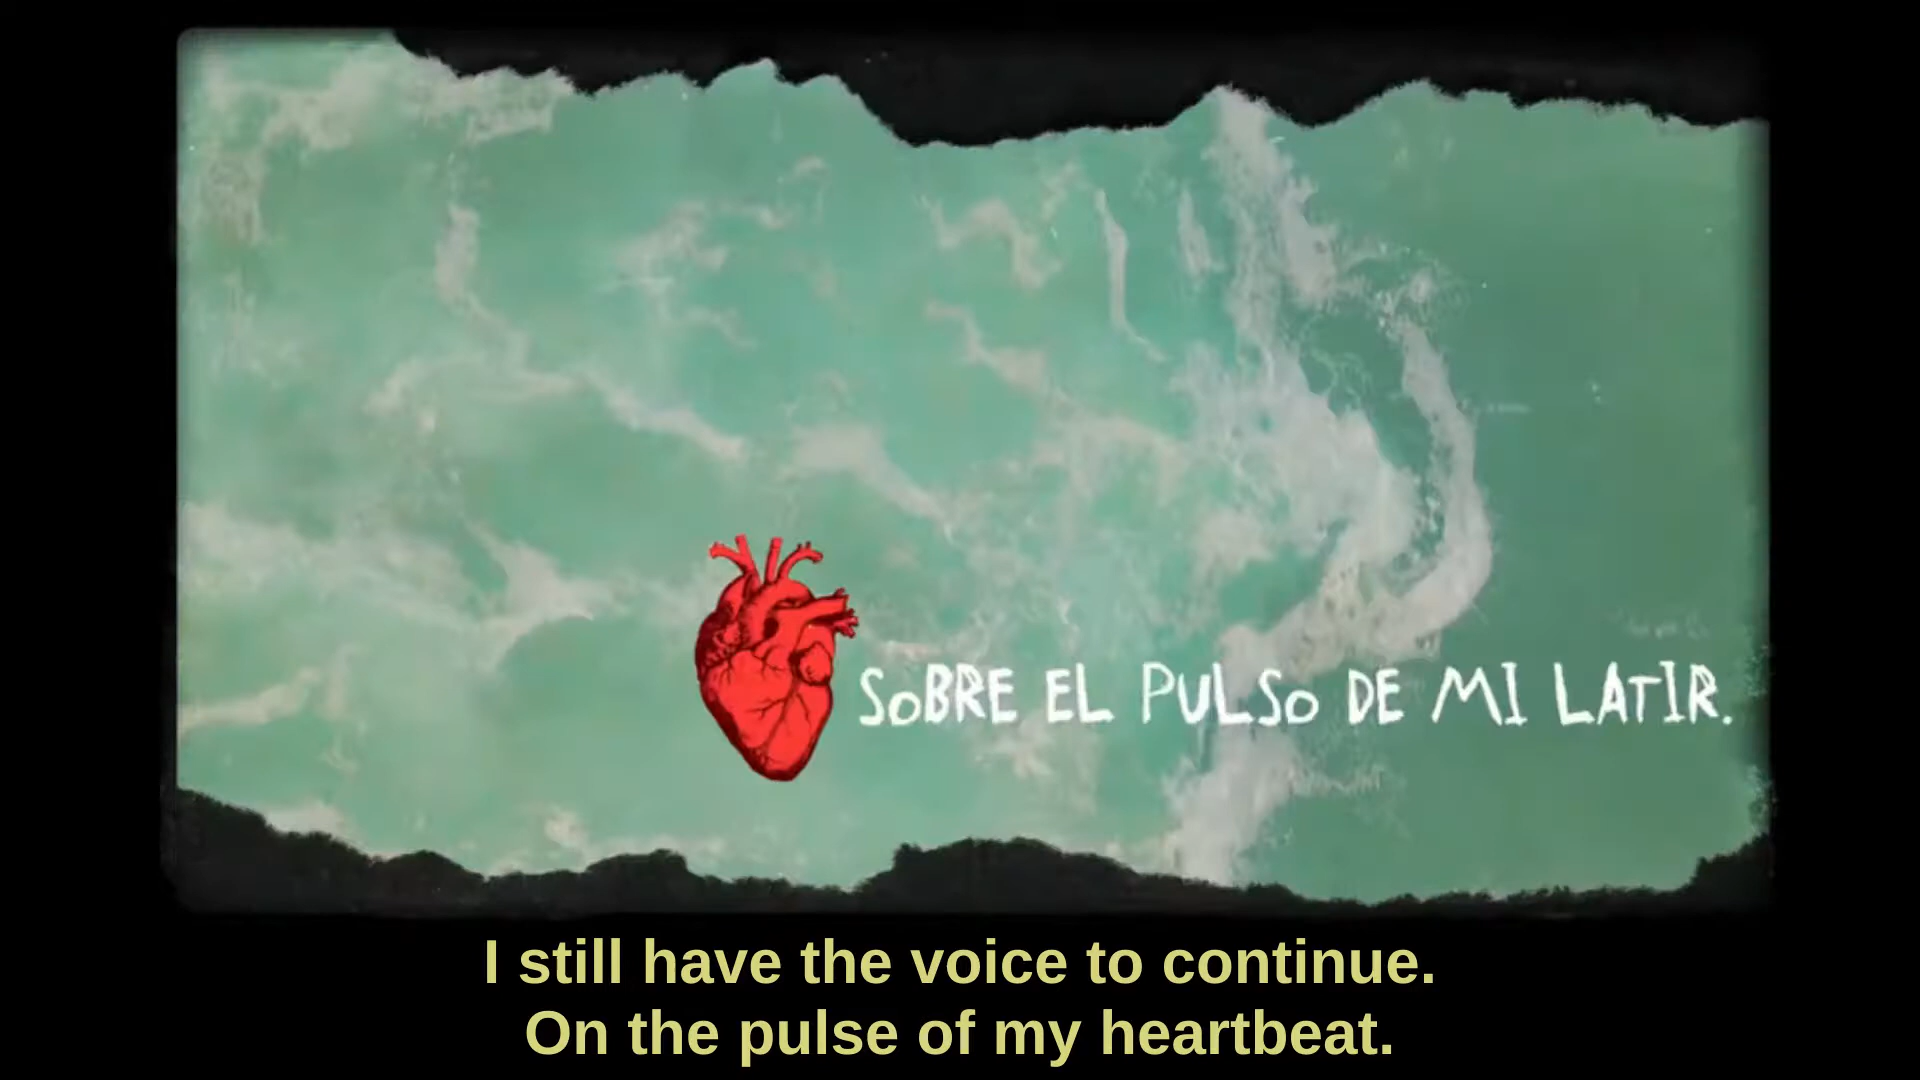 SOBRE EL PULSO DE MI LATIR.
I still have the voice to continue.
On the pulse of my heartbeat.